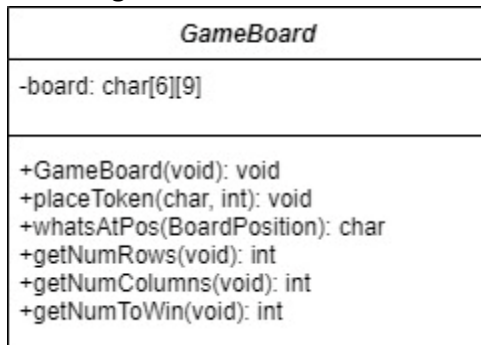 GameBoard
-board: char[6][9]
+GameBoard(void): void
+placeToken(char, int): void
+whatsAtPos(BoardPosition): char
+getNumRows(void): int
+getNumColumns(void): int
+getNumToWin(void): int